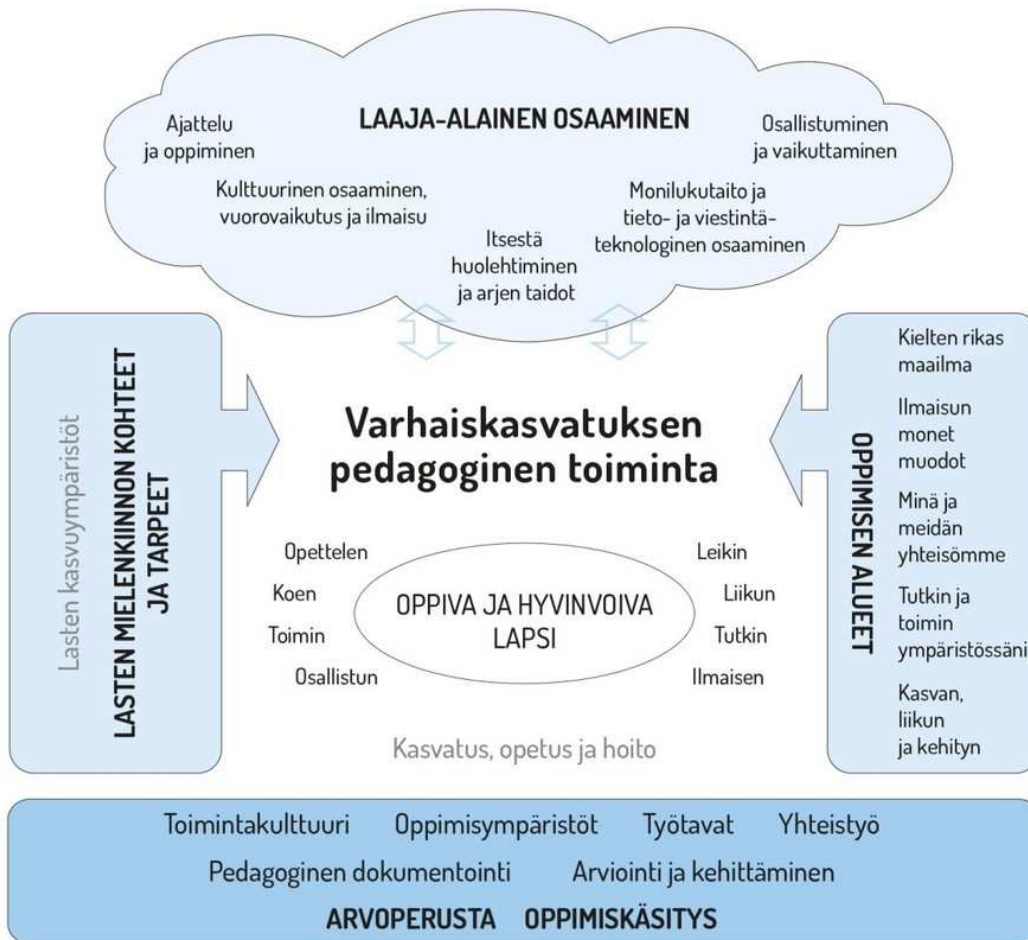 LAAJA-ALAINEN OSAAMINEN
Ajattelu
ja oppiminen
Kulttuurinen osaaminen,
vuorovaikutus ja ilmaisu
Itsestä
huolehtiminen
ja arjen taidot
Monilukutaito ja
tieto- ja viestintä-
teknologinen osaaminen
Osallistuminen
ja vaikuttaminen
Lasten kasvuympäristöt
LASTEN MIELENKIINNON KOHTEET
JA TARPEET
Varhaiskasvatuksen
pedagoginen toiminta
Opettelen
Koen
Toimin
Osallistun
OPPIVA JA HYVINVOIVA
LAPSI
Leikin
Liikun
Tutkin
Ilmaisen
Kasvatus, opetus ja hoito
OPPIMISEN ALUEET
Kielten rikas
maailma
Ilmaisun
monet
muodot
Minä ja
meidän
yhteisömme
Tutkin ja
toimin
ympäristössäni
Kasvan,
liikun
ja kehityn
Toimintakulttuuri Oppimisympäristöt Työtavat Yhteistyö
Pedagoginen dokumentointi Arviointi ja kehittäminen
ARVOPERUSTA OPPIMISKÄSITYS